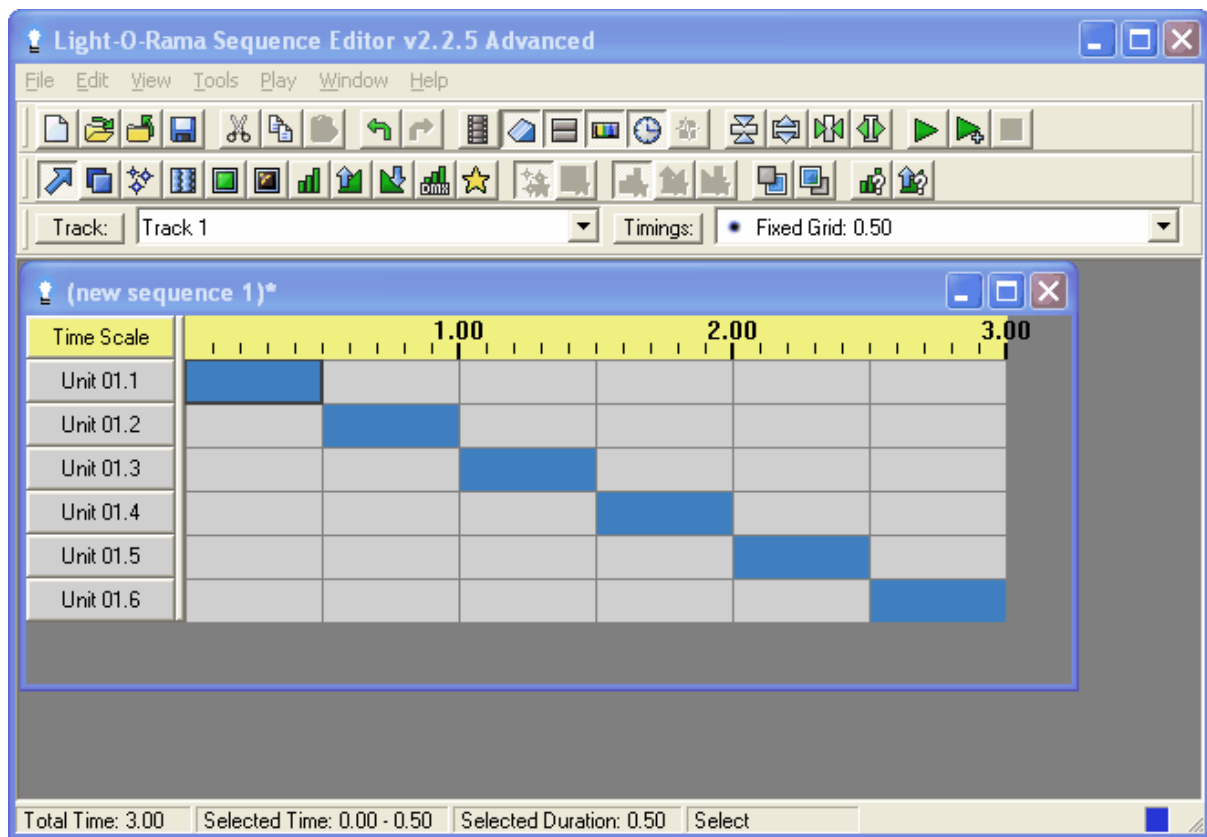 Light-O-Rama Sequence Editor v2.2.5 Advanced
File Edit View Tools Play Window Help
DMX
Track: Track 1 Timings: Fixed Grid: 0.50
(new sequence 1)*
Time Scale 1.00 2.00 3.00
Unit 01.1
Unit 01.2
Unit 01.3
Unit 01.4
Unit 01.5
Unit 01.6
Total Time: 3.00 Selected Time: 0.00 - 0.50 Selected Duration: 0.50 Select